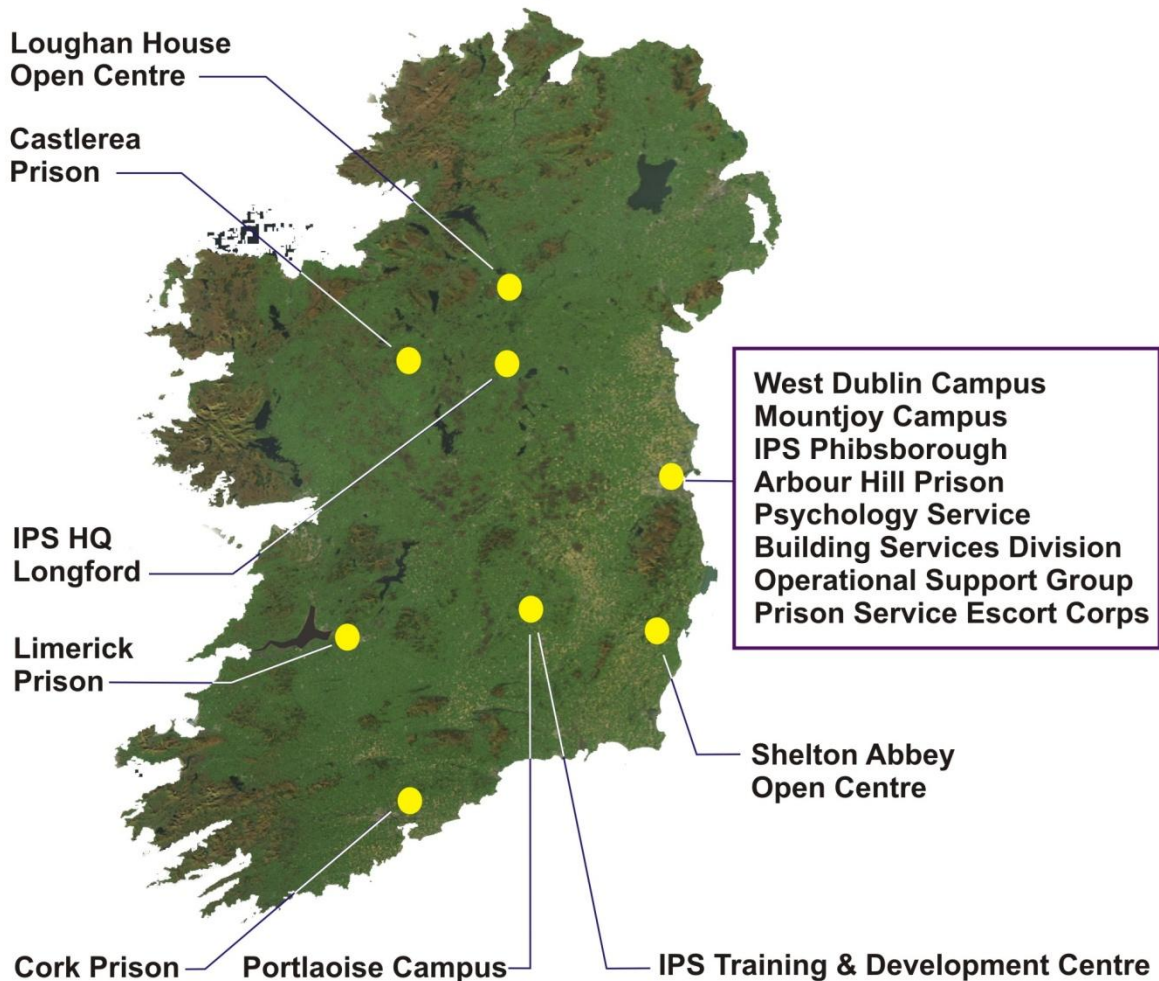 Loughan House
Open Centre
Castlerea
Prison
West Dublin Campus
Mountjoy Campus
IPS Phibsborough
Arbour Hill Prison
Psychology Service
Building Services Division
Operational Support Group
Prison Service Escort Corps
IPS HQ
Longford
Limerick
Prison
Shelton Abbey
Open Centre
Cork Prison
Portlaoise Campus
IPS Training & Development Centre